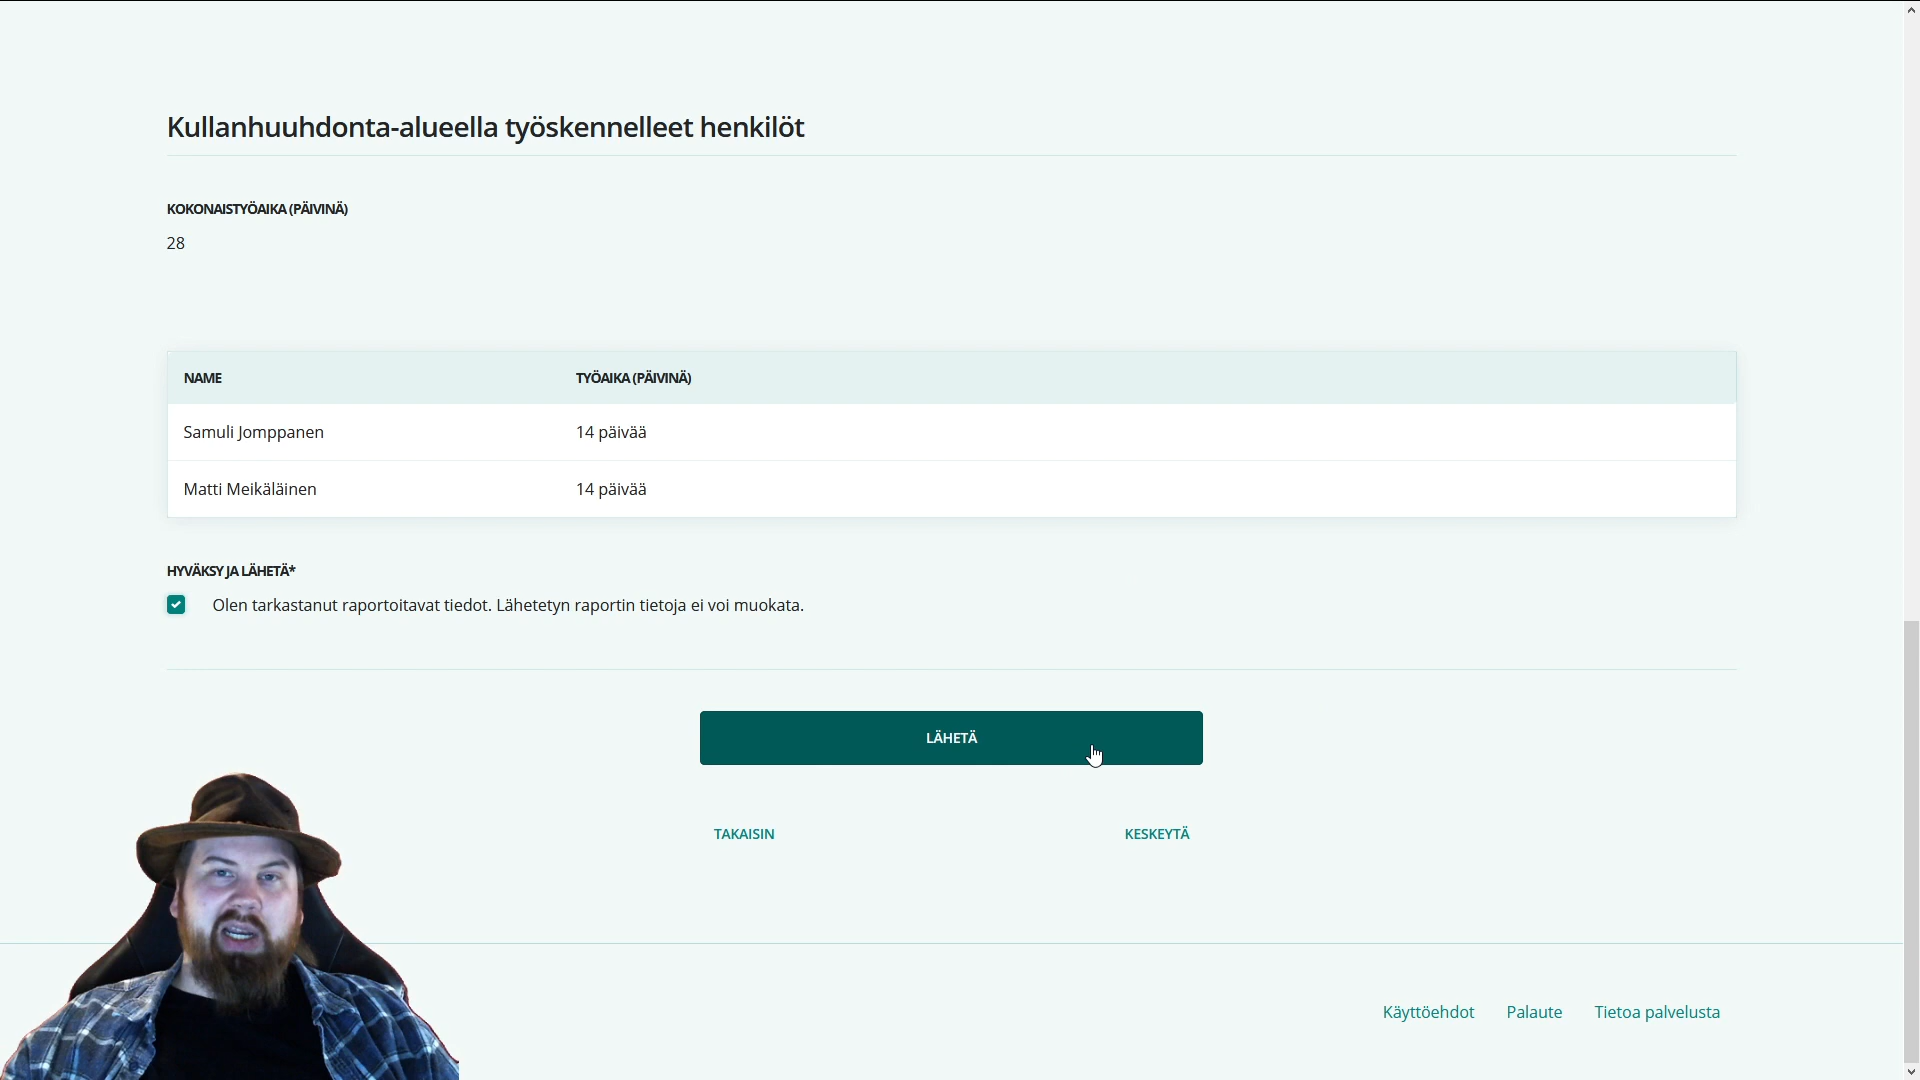 Kullanhuuhdonta-alueella työskennelleet henkilöt
KOKONAISTYÖAIKA (PÄIVINÄ)
28
NAME TYÖAIKA (PÄIVINÄ)
Samuli Jomppanen 14 päivää
Matti Meikäläinen 14 päivää
HYVÄKSY JA LÄHETÄ*
Olen tarkastanut raportoitavat tiedot. Lähetetyn raportin tietoja ei voi muokata.
LÄHETÄ
TAKAISIN KESKEYTÄ
Käyttöehdot Palaute Tietoa palvelusta